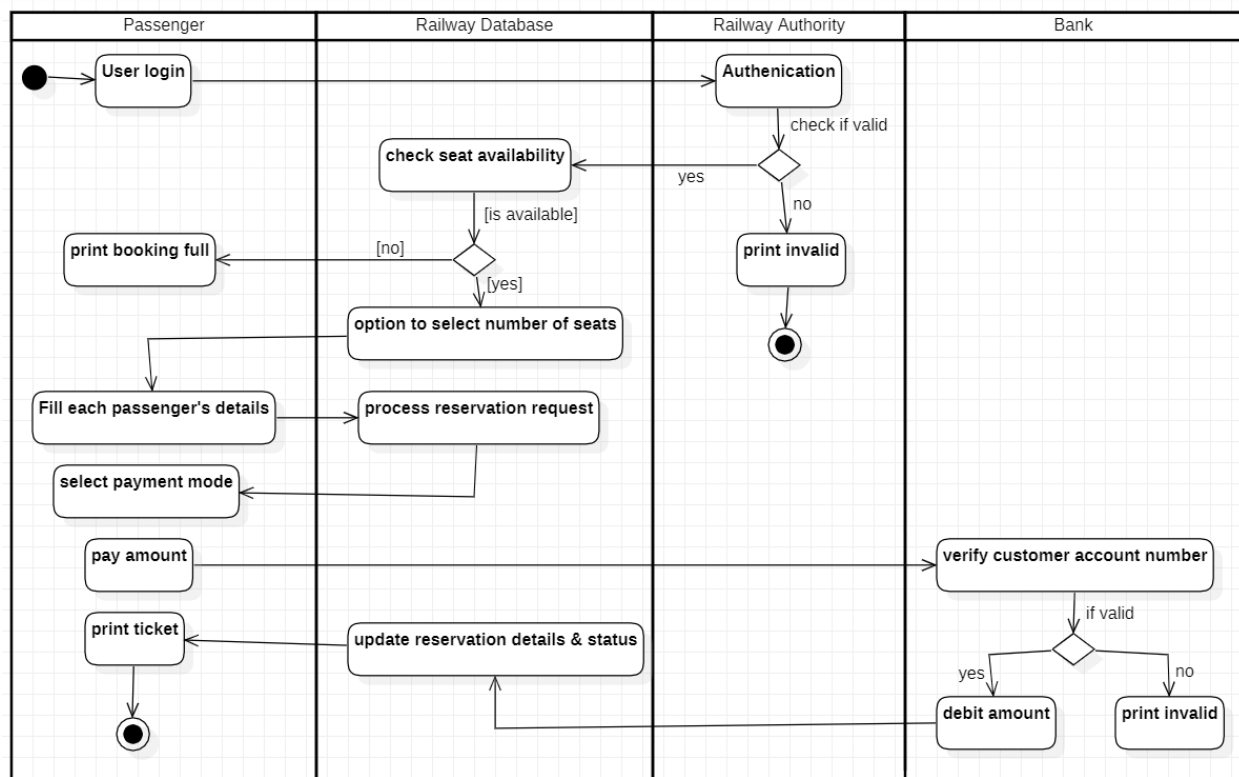 Passenger
Railway Database
Railway Authority
Bank
User login
Authenication
check if valid
check seat availability
yes
no
[is available]
print booking full
[no]
print invalid
[yes]
option to select number of seats
Fill each passenger's details
process reservation request
select payment mode
pay amount
verify customer account number
if valid
print ticket
update reservation details & status
yes
no
debit amount
print invalid